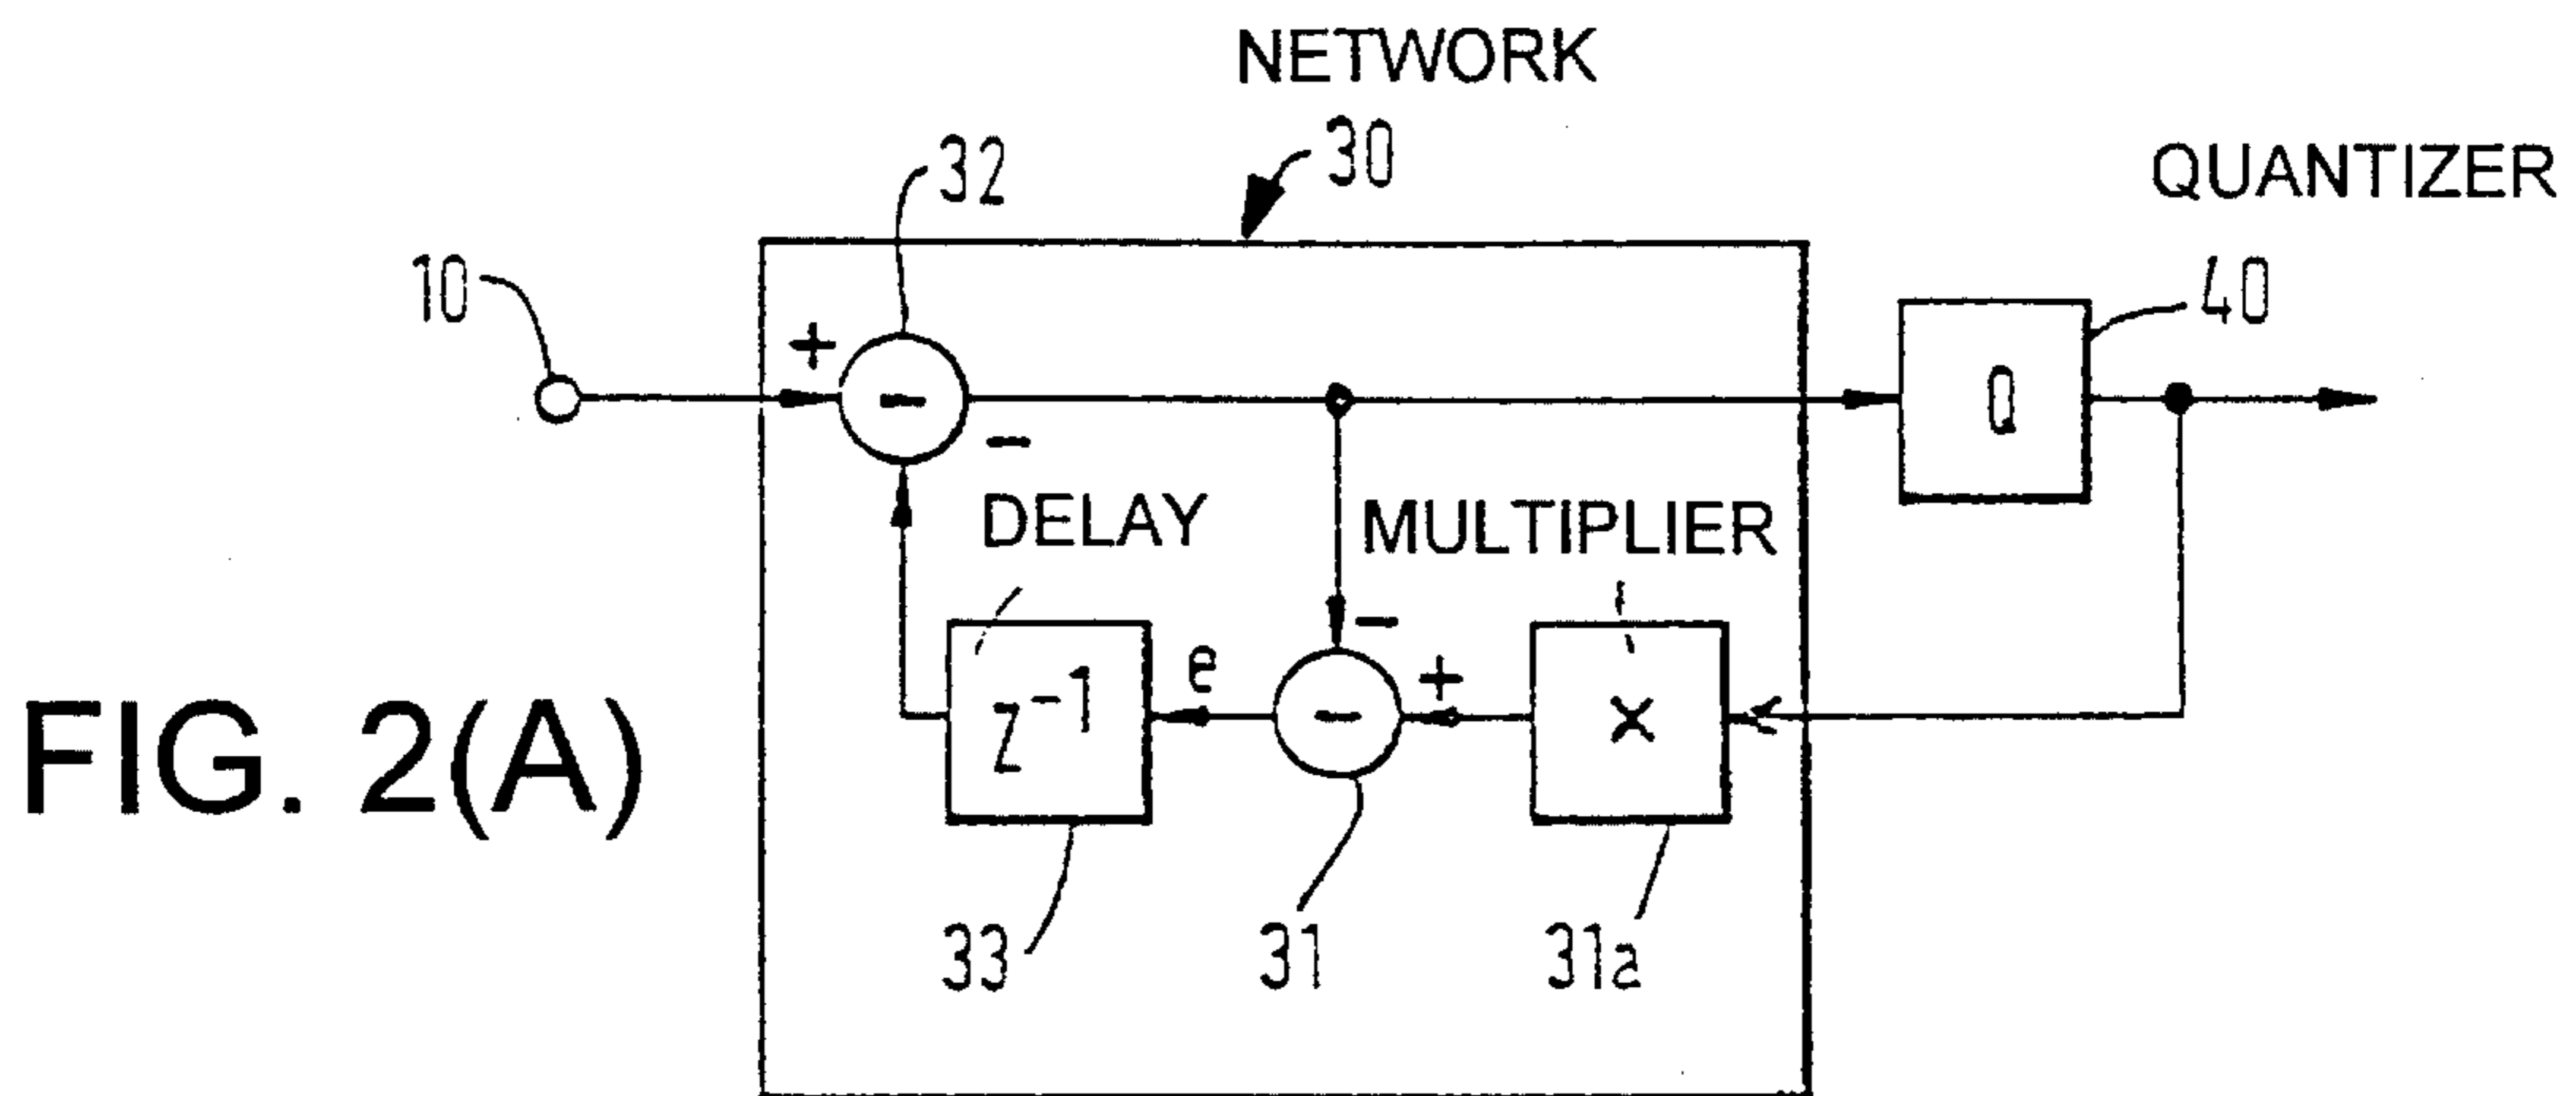 NETWORK
30
32
QUANTIZER
10
40
+
-
-
Q
DELAY
MULTIPLIER
-
e
+
z⁻¹
-
×
FIG. 2(A)
33
31
31a